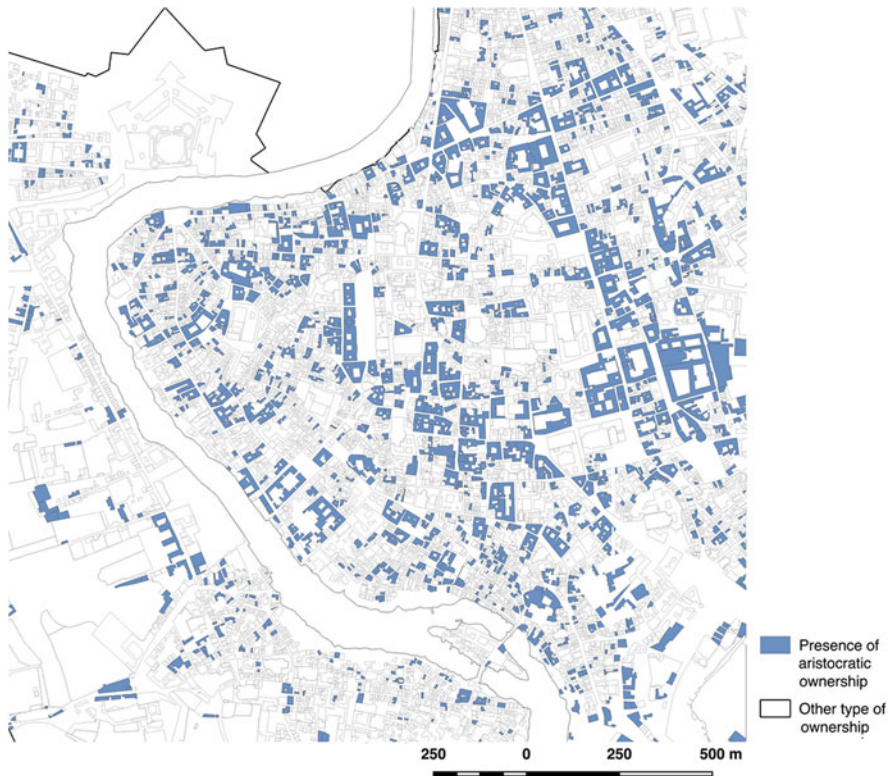 Presence of
aristocratic
ownership
Other type of
ownership
250 0 250 500 m